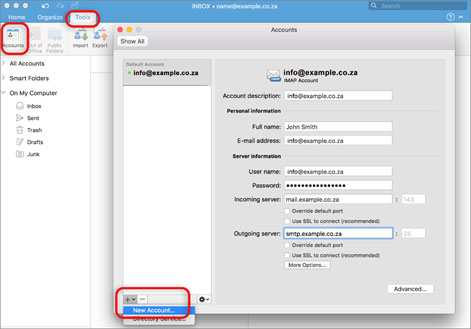 INBOX • name@example.co.za
Home
Organize
Tools
Accounts
Out of Office
Public Folders
Import
Export
All Accounts
Smart Folders
On My Computer
Inbox
Sent
Trash
Drafts
Junk
Accounts
Show All
Default Account
info@example.co.za
info@example.co.za
IMAP Account
Account description: info@example.co.za
Personal information
Full name: John Smith
E-mail address: info@example.co.za
Server information
User name: info@example.co.za
Password: ••••••••••••••••
Incoming server: mail.example.co.za : 143
Override default port
Use SSL to connect (recommended)
Outgoing server: smtp.example.co.za : 25
Override default port
Use SSL to connect (recommended)
More Options...
Advanced...
New Account...
Directory Service...